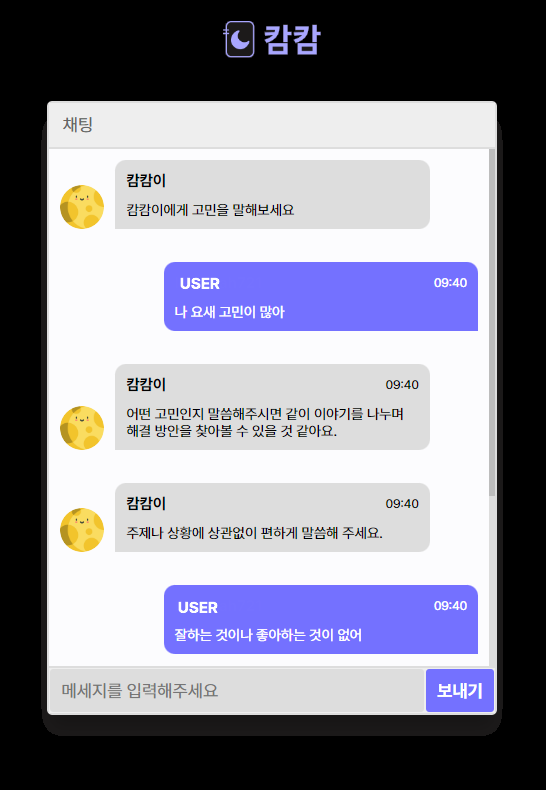 캄캄
채팅
캄캄이
캄캄이에게 고민을 말해보세요
USER 09:40
나 요새 고민이 많아
캄캄이 09:40
어떤 고민인지 말씀해주시면 같이 이야기를 나누며
해결 방안을 찾아볼 수 있을 것 같아요.
캄캄이 09:40
주제나 상황에 상관없이 편하게 말씀해 주세요.
USER 09:40
잘하는 것이나 좋아하는 것이 없어
메세지를 입력해주세요 보내기